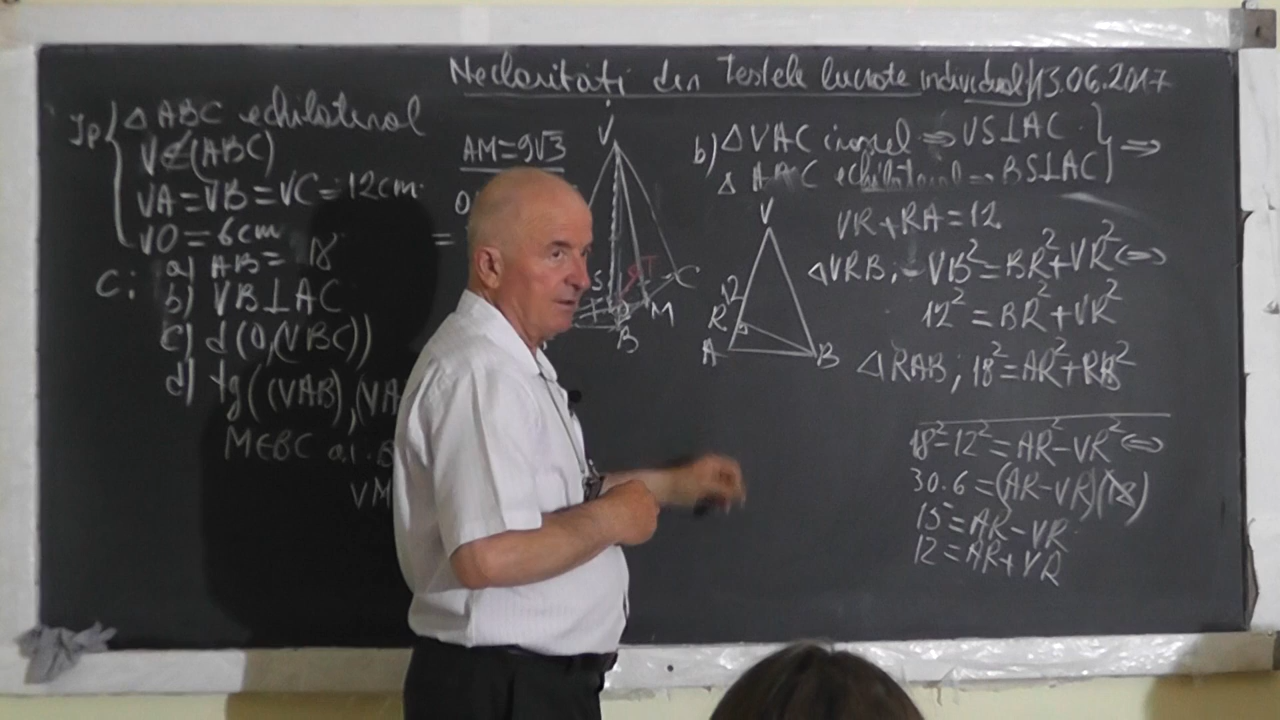 Neclarități din Testele lucrate individual/13.06.2017
Ip { △ABC echilateral
V∉(ABC)
VA=VB=VC=12cm
VO=6cm
C: a) AB= 18
b) VB⊥AC
c) d(O,(VBC))
d) tg((VAB),(VA
M∈BC a.î. B
VM
AM=9√3
O
=
V
S
T
C
M
B
b) △VAC isoscel ⇒ VS⊥AC } ⇒
△ABC echilateral ⇒ BS⊥AC
V
12
R
A B
VR+RA=12
△VRB; VB²=BR²+VR² ⇔
12²=BR²+VR²
△RAB; 18²=AR²+RB²
18²-12²=AR²-VR² ⇔
30·6=(AR-VR)(12)
15=AR-VR
12=AR+VR